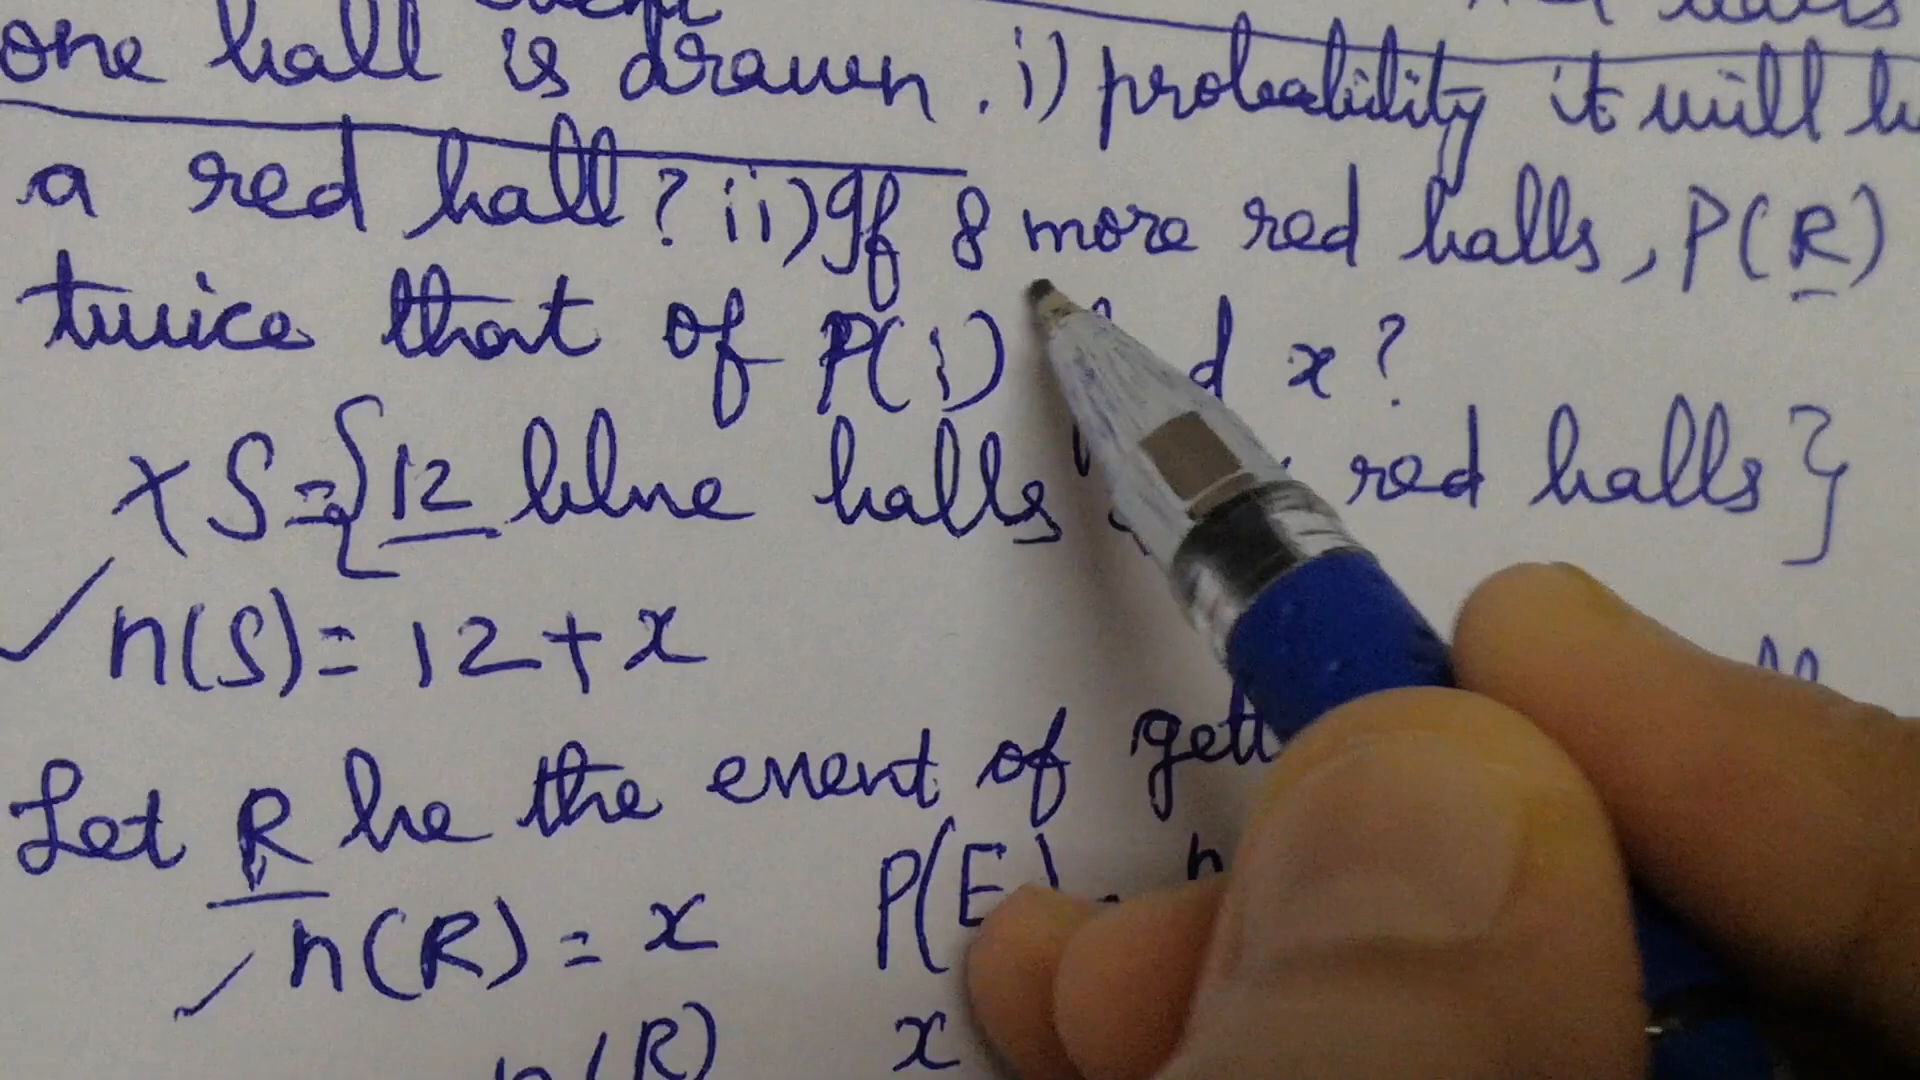 one ball is drawn. i) probability it will
a red ball? ii) If 8 more red balls, P(R)
twice that of P(i) x?
x S={12 blue balls red balls}
✓ n(S)= 12+x
Let R be the event of
✓ n(R) = x P(E)
n(R) x